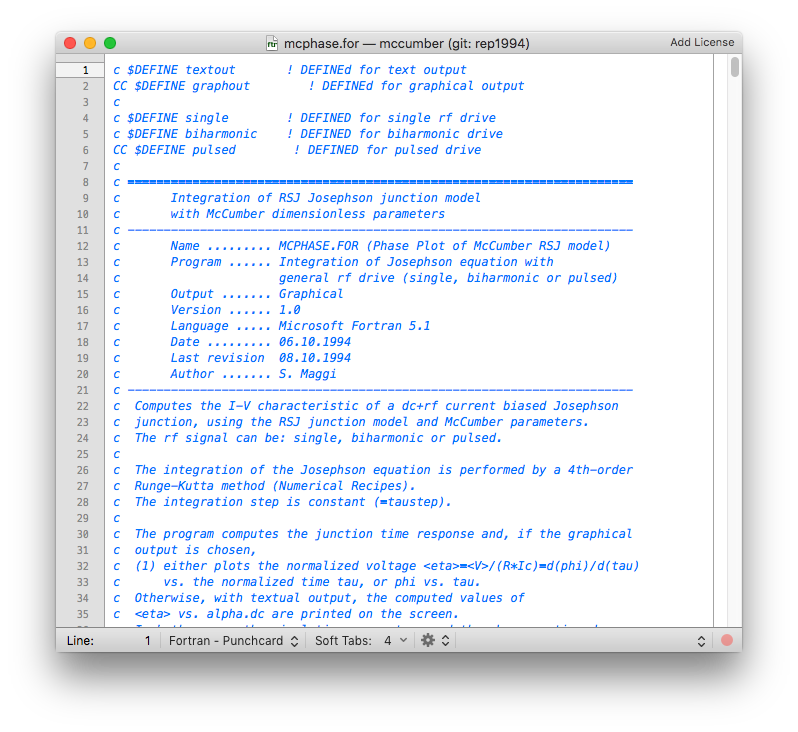 mcphase.for — mccumber (git: rep1994) Add License
1 c $DEFINE textout ! DEFINEd for text output
2 CC $DEFINE graphout ! DEFINEd for graphical output
3 c
4 c $DEFINE single ! DEFINED for single rf drive
5 c $DEFINE biharmonic ! DEFINED for biharmonic drive
6 CC $DEFINE pulsed ! DEFINED for pulsed drive
7 c
8 c ======================================================================
9 c Integration of RSJ Josephson junction model
10 c with McCumber dimensionless parameters
11 c ----------------------------------------------------------------------
12 c Name ......... MCPHASE.FOR (Phase Plot of McCumber RSJ model)
13 c Program ...... Integration of Josephson equation with
14 c general rf drive (single, biharmonic or pulsed)
15 c Output ....... Graphical
16 c Version ...... 1.0
17 c Language ..... Microsoft Fortran 5.1
18 c Date ......... 06.10.1994
19 c Last revision 08.10.1994
20 c Author ....... S. Maggi
21 c ----------------------------------------------------------------------
22 c Computes the I-V characteristic of a dc+rf current biased Josephson
23 c junction, using the RSJ junction model and McCumber parameters.
24 c The rf signal can be: single, biharmonic or pulsed.
25 c
26 c The integration of the Josephson equation is performed by a 4th-order
27 c Runge-Kutta method (Numerical Recipes).
28 c The integration step is constant (=taustep).
29 c
30 c The program computes the junction time response and, if the graphical
31 c output is chosen,
32 c (1) either plots the normalized voltage <eta>=<V>/(R*Ic)=d(phi)/d(tau)
33 c vs. the normalized time tau, or phi vs. tau.
34 c Otherwise, with textual output, the computed values of
35 c <eta> vs. alpha.dc are printed on the screen.
Line: 1 Fortran - Punchcard Soft Tabs: 4